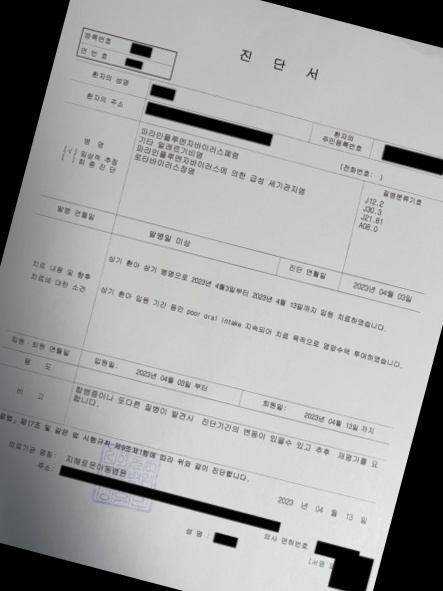 진 단 서
병록번호
연 번 호
환자의 성명
환자의 주민등록번호
환자의 주소
(전화번호: )
병 명
[√] 임상적 추정
[ ] 최 종 진 단
파라인플루엔자바이러스폐렴
기타 알레르기비염
파라인플루엔자바이러스에 의한 급성 세기관지염
로타바이러스장염
질병분류기호
J12.2
J30.3
J21.81
A08.0
발병 연월일
발병일 미상
진단 연월일
2023년 04월 03일
치료 내용 및 향후
치료에 대한 소견
상기 환아 상기 병명으로 2023년 4월3일부터 2023년 4월 13일까지 입원 치료하였습니다.
상기 환아 입원 기간 동안 poor oral intake 지속되어 치료 목적으로 영양수액 투여하였습니다.
입원ㆍ퇴원 연월일
입원일: 2023년 04월 03일 부터
퇴원일: 2023년 04월 13일 까지
용 도
비 고
합병증이나 또다른 질병이 발견시 진단기간의 변동이 있을수 있고 추후 재평가를 요
합니다.
료법」제17조 및 같은 법 시행규칙 제9조제1항에 따라 위와 같이 진단합니다.
2023 년 04 월 13 일
의료기관 명칭: 지혜로운아동병원
주소:
의사 면허번호
성 명 :
(서명